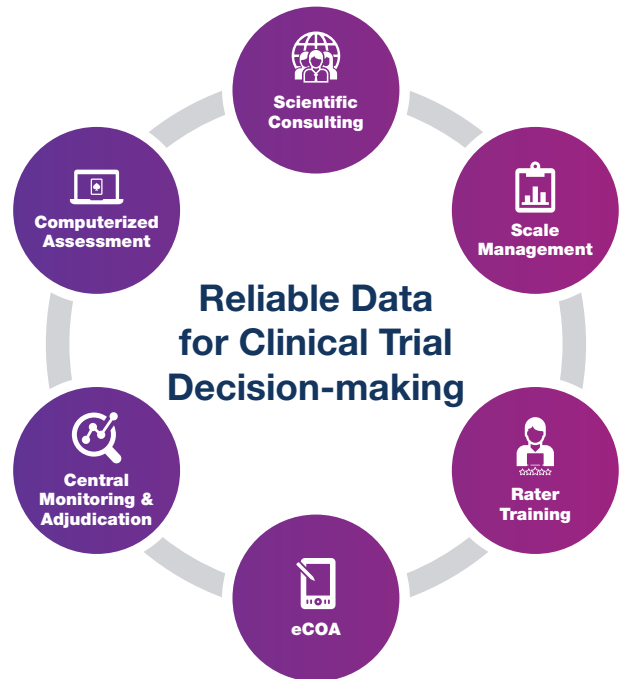 Scientific
Consulting
Scale
Management
Rater
Training
eCOA
Central
Monitoring &
Adjudication
Computerized
Assessment
Reliable Data
for Clinical Trial
Decision-making